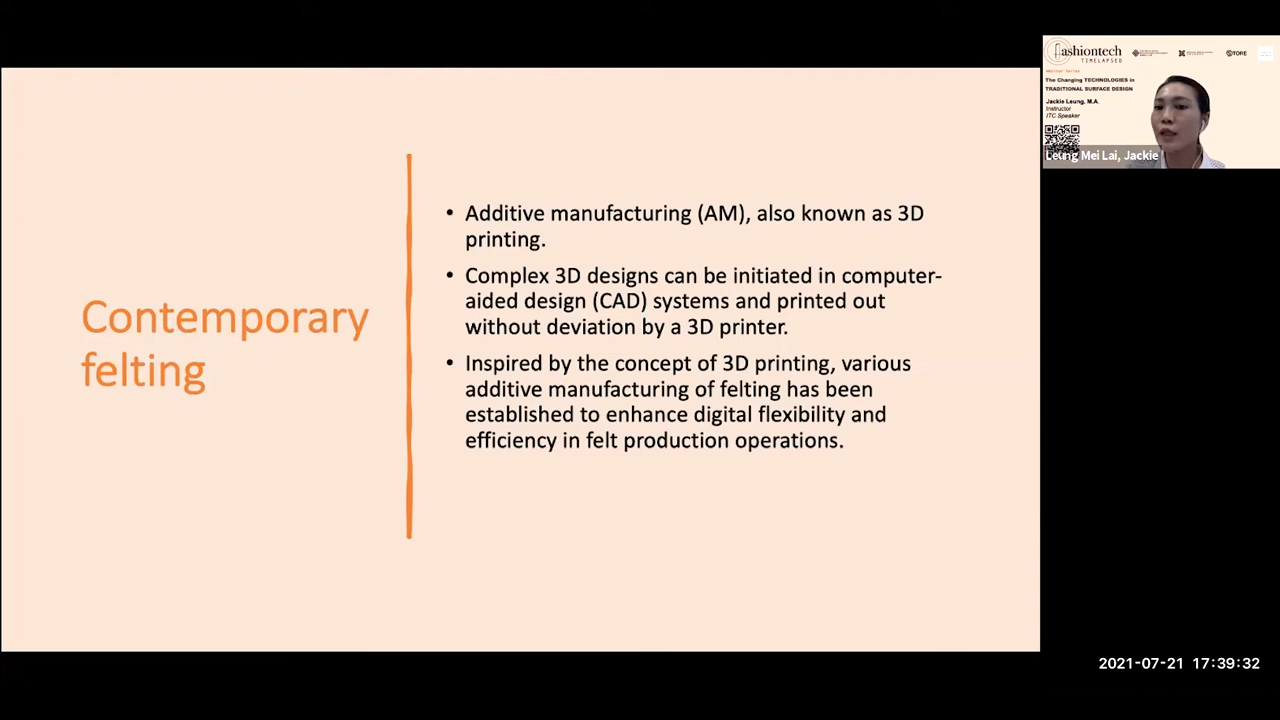 Contemporary
felting
• Additive manufacturing (AM), also known as 3D
printing.
• Complex 3D designs can be initiated in computer-
aided design (CAD) systems and printed out
without deviation by a 3D printer.
• Inspired by the concept of 3D printing, various
additive manufacturing of felting has been
established to enhance digital flexibility and
efficiency in felt production operations.
fashiontech
TIMELAPSED
The Changing TECHNOLOGIES in
TRADITIONAL SURFACE DESIGN
Jackie Leung, M.A.
Instructor
ITC Speaker
Leung Mei Lai, Jackie
2021-07-21 17:39:32